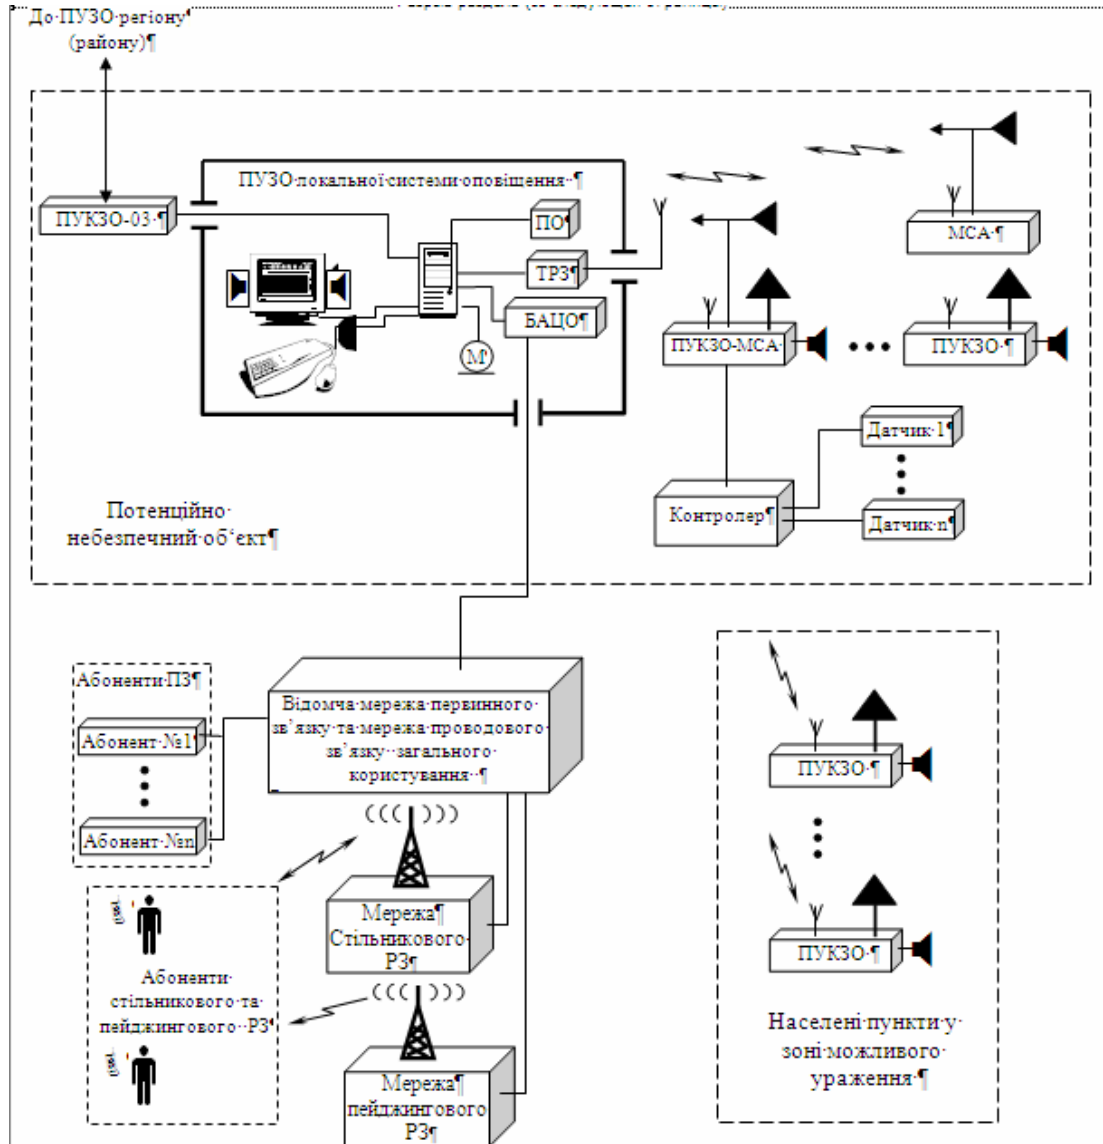 До ПУЗО регіону¶
(району)¶
ПУЗО локальної системи оповіщення ¶
ПУКЗО-03 ¶
ПО¶
ТРЗ¶
БАЦО¶
М
МСА ¶
ПУКЗО-МСА
ПУКЗО ¶
Датчик 1¶
Контролер¶
Датчик n¶
Потенційно
небезпечний об‘єкт¶
Абоненти ПЗ¶
Абонент №1¶
Абонент №n¶
Відомча мережа первинного
зв’язку та мережа проводового
зв’язку загального
користування ¶
Мережа¶
Стільникового
РЗ¶
Абоненти
стільникового та
пейджингового РЗ¶
Мережа¶
пейджингового
РЗ¶
ПУКЗО ¶
ПУКЗО ¶
Населені пункти у
зоні можливого
ураження ¶